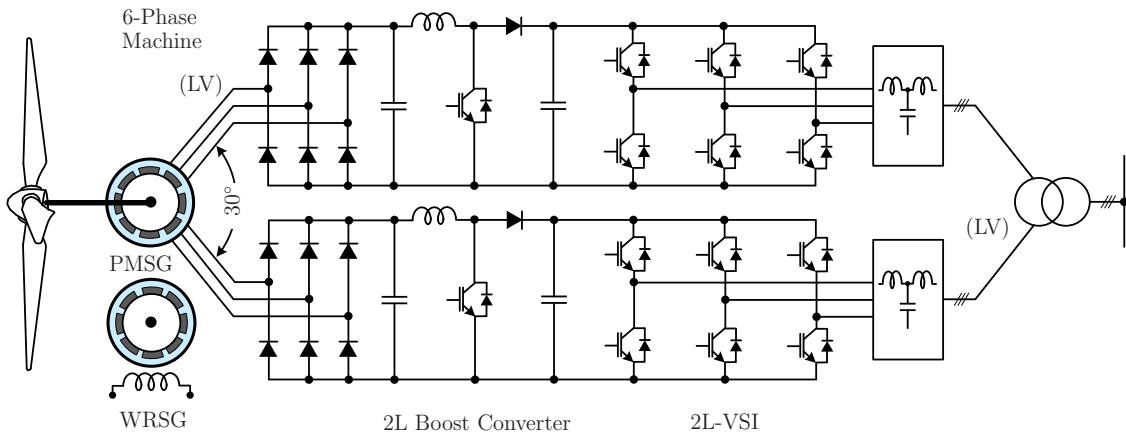 6-Phase
Machine
(LV)
30°
PMSG
(LV)
WRSG
2L Boost Converter
2L-VSI